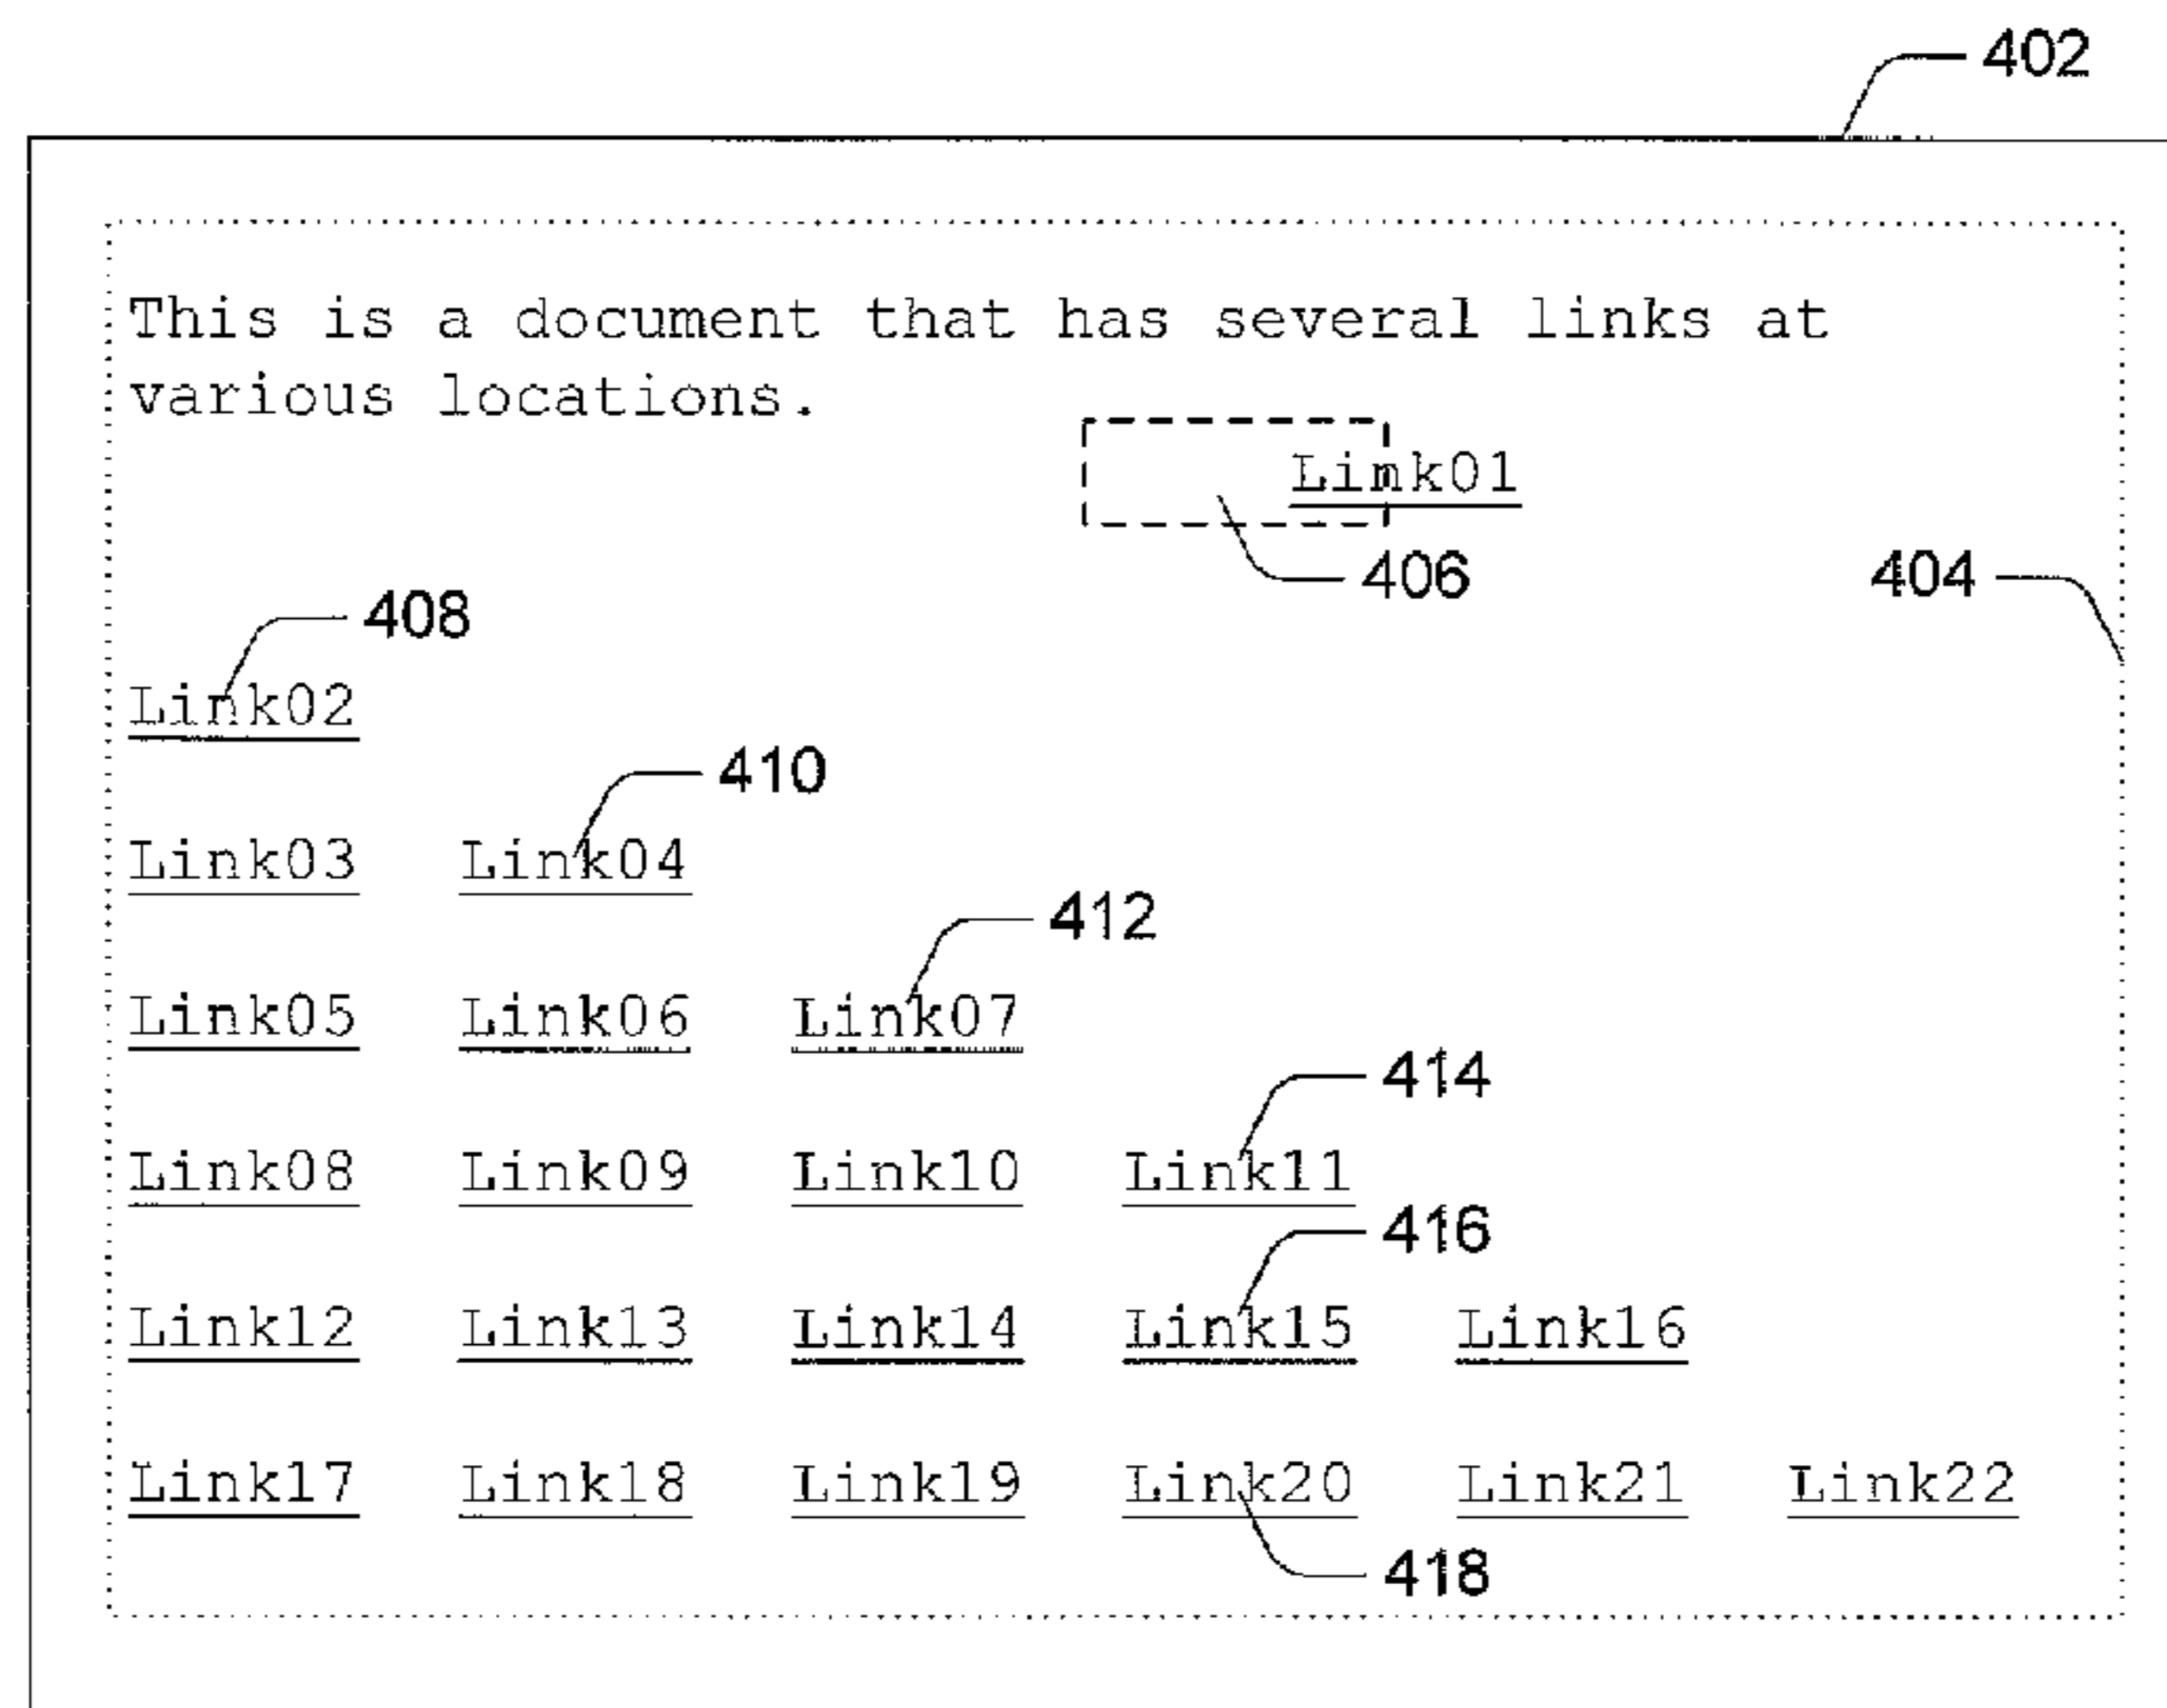 402
This is a document that has several links at
various locations.
Link01
406
404
408
Link02
410
Link03 Link04
412
Link05 Link06 Link07
414
Link08 Link09 Link10 Link11
416
Link12 Link13 Link14 Link15 Link16
Link17 Link18 Link19 Link20 Link21 Link22
418